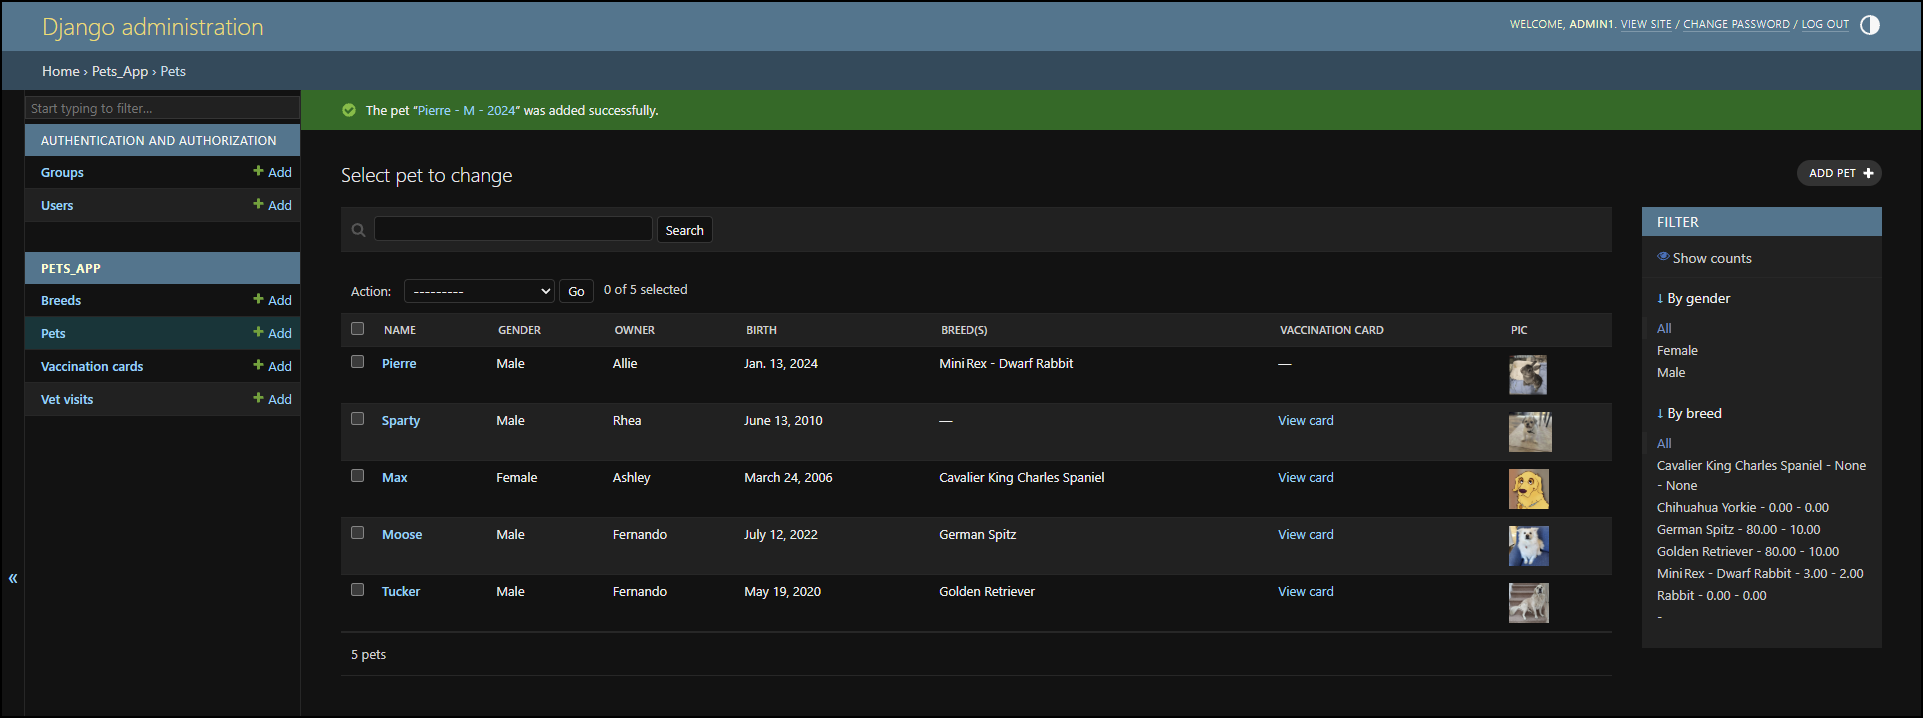 Django administration
WELCOME, ADMIN1. VIEW SITE / CHANGE PASSWORD / LOG OUT
Home › Pets_App › Pets
Start typing to filter...
AUTHENTICATION AND AUTHORIZATION
Groups + Add
Users + Add
PETS_APP
Breeds + Add
Pets + Add
Vaccination cards + Add
Vet visits + Add
«
The pet “Pierre - M - 2024” was added successfully.
Select pet to change
ADD PET +
Search
Action: --------- Go 0 of 5 selected
NAME GENDER OWNER BIRTH BREED(S) VACCINATION CARD PIC
Pierre Male Allie Jan. 13, 2024 Mini Rex - Dwarf Rabbit —
Sparty Male Rhea June 13, 2010 — View card
Max Female Ashley March 24, 2006 Cavalier King Charles Spaniel View card
Moose Male Fernando July 12, 2022 German Spitz View card
Tucker Male Fernando May 19, 2020 Golden Retriever View card
5 pets
FILTER
Show counts
↓ By gender
All
Female
Male
↓ By breed
All
Cavalier King Charles Spaniel - None
- None
Chihuahua Yorkie - 0.00 - 0.00
German Spitz - 80.00 - 10.00
Golden Retriever - 80.00 - 10.00
Mini Rex - Dwarf Rabbit - 3.00 - 2.00
Rabbit - 0.00 - 0.00
-